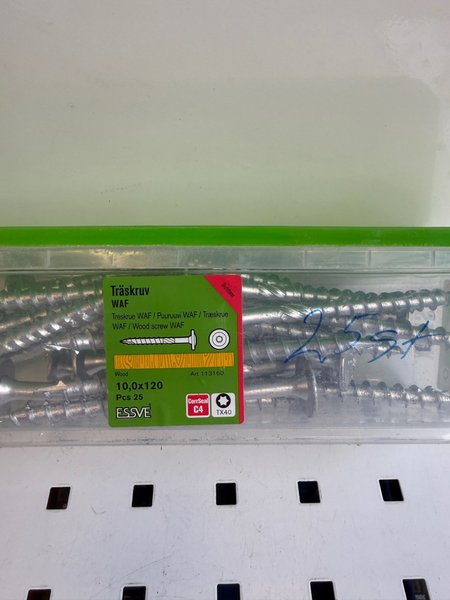 Träskruv
WAF
Treskrue WAF / Puuruuvi WAF / Træskrue
WAF / Wood screw WAF
Wood
Art 113160
10,0x120
Pcs 25
ESSVE
CorrSeal
C4
TX40
25st